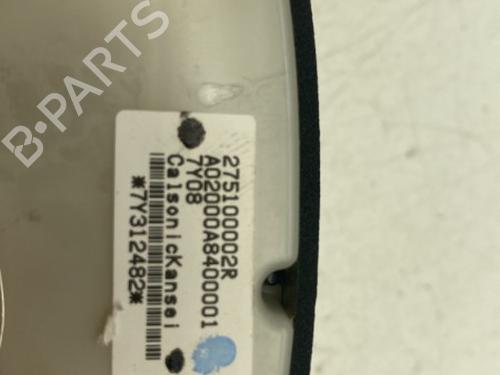 B-PARTS
275100002R
A02000A8400001
7Y08
CalsonicKansei
*7Y312482*